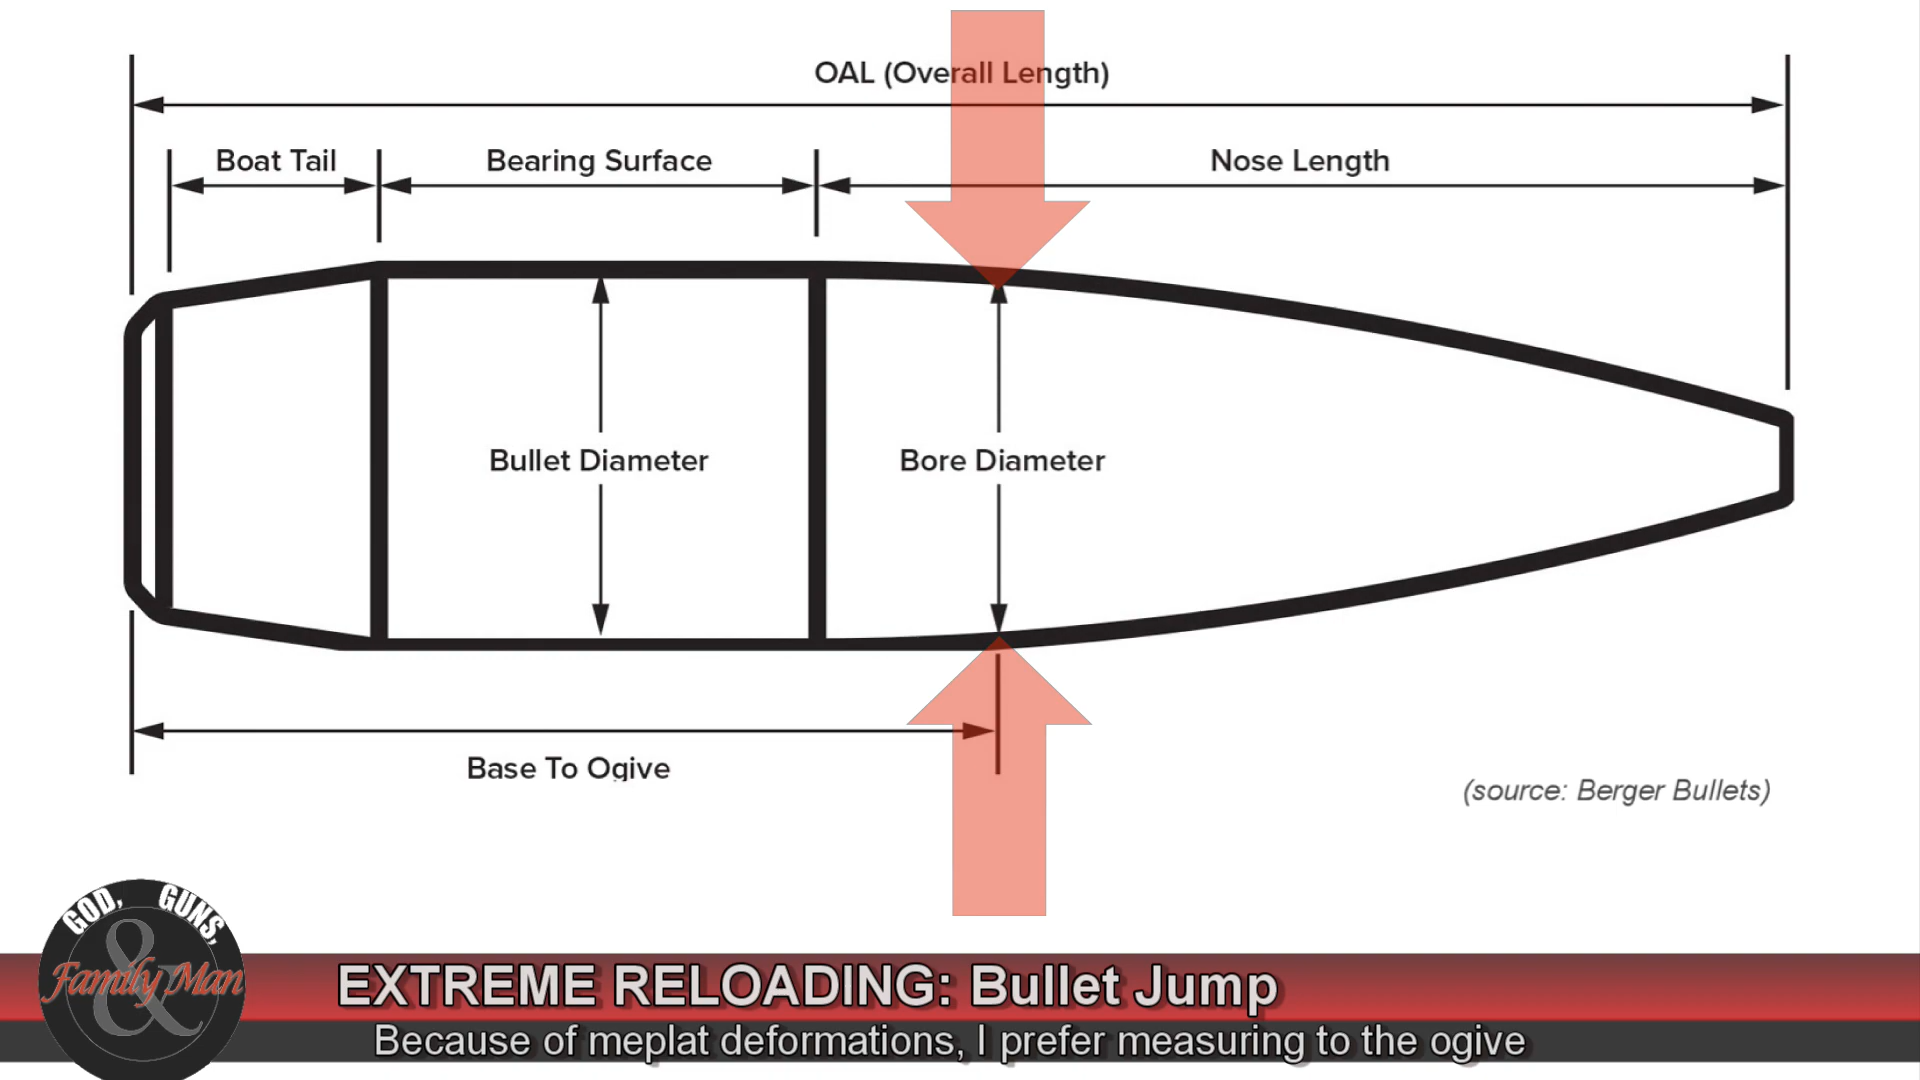 OAL (Overall Length)
Boat Tail
Bearing Surface
Nose Length
Bullet Diameter
Bore Diameter
Base To Ogive
(source: Berger Bullets)
GOD, GUNS,
&
Family Man
EXTREME RELOADING: Bullet Jump
Because of meplat deformations, I prefer measuring to the ogive